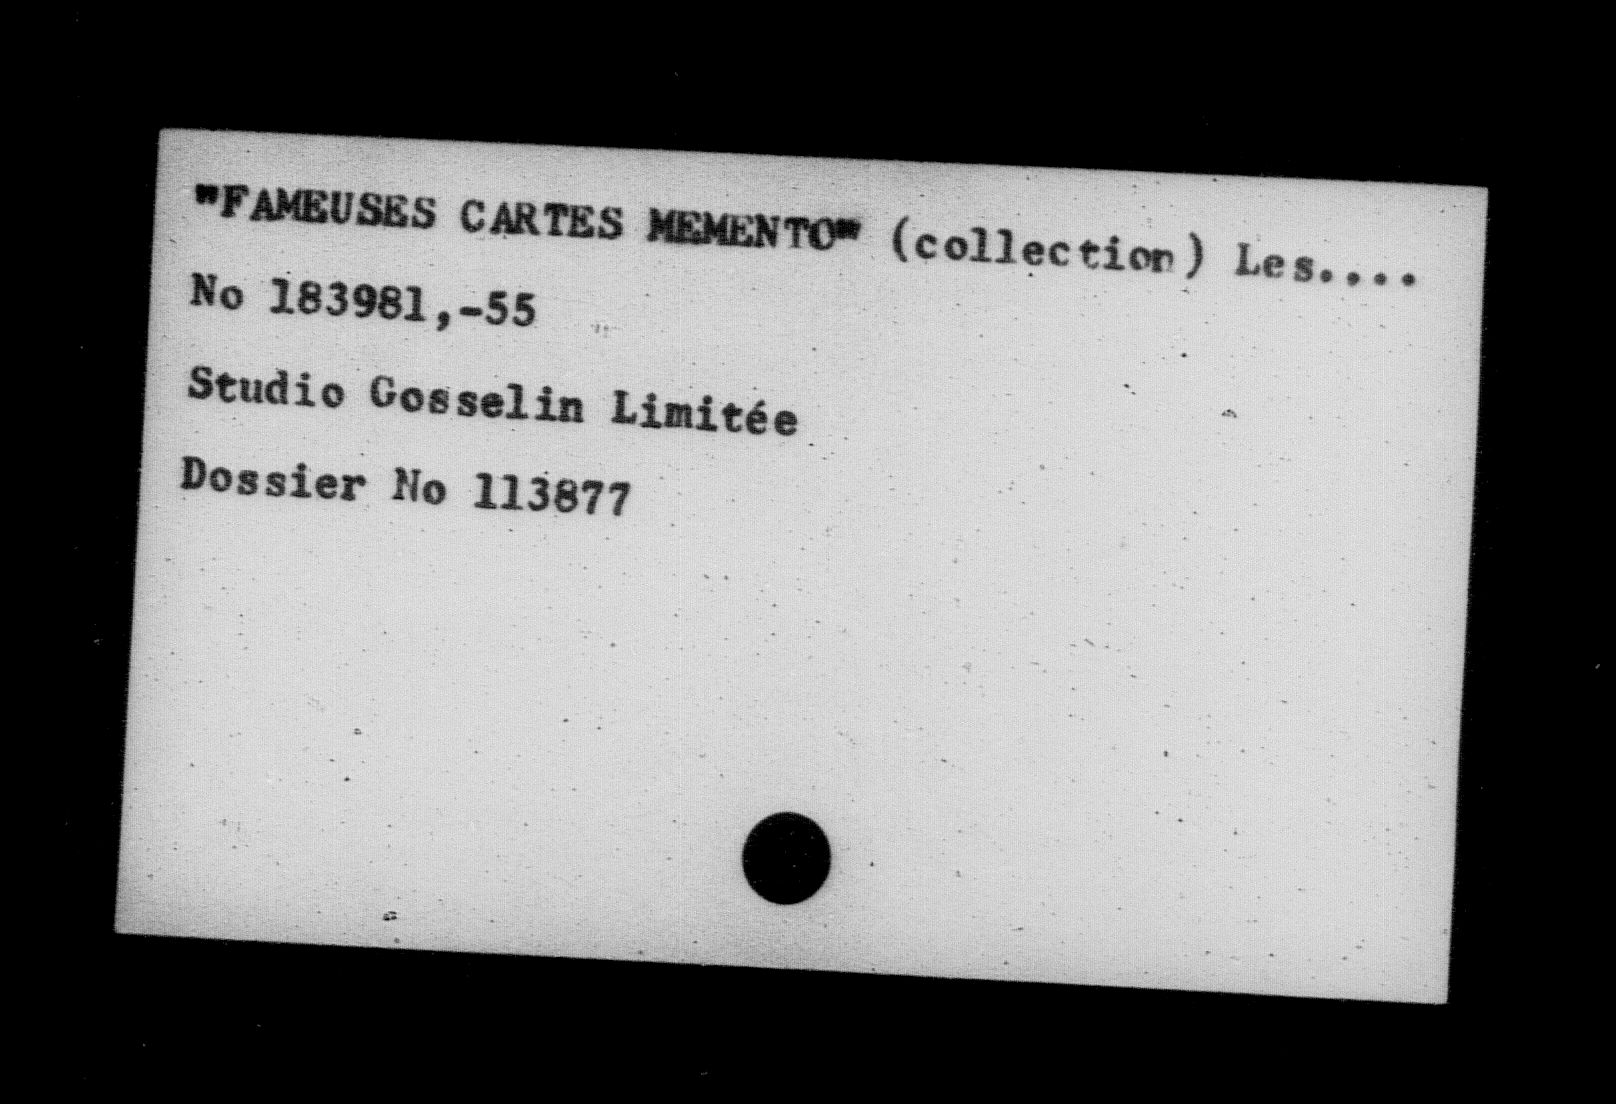 "FAMEUSES CARTES MEMENTO" (collection) Les....
No 183981,-55
Studio Gosselin Limitée
Dossier No 113877